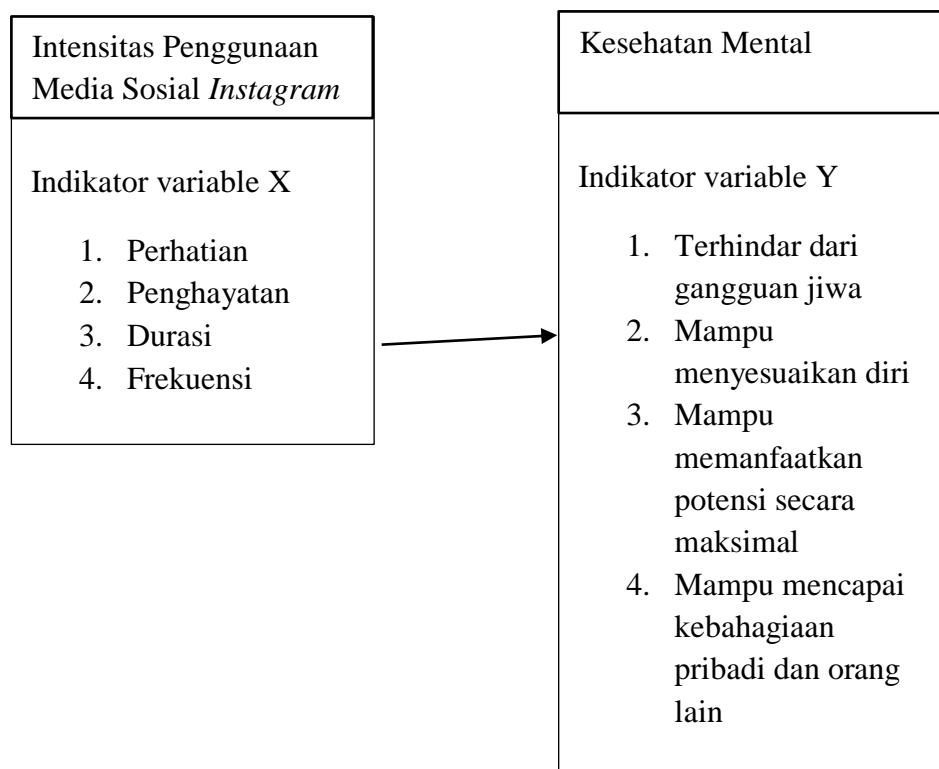 Intensitas Penggunaan
Media Sosial Instagram
Indikator variable X
1. Perhatian
2. Penghayatan
3. Durasi
4. Frekuensi
Kesehatan Mental
Indikator variable Y
1. Terhindar dari
gangguan jiwa
2. Mampu
menyesuaikan diri
3. Mampu
memanfaatkan
potensi secara
maksimal
4. Mampu mencapai
kebahagiaan
pribadi dan orang
lain